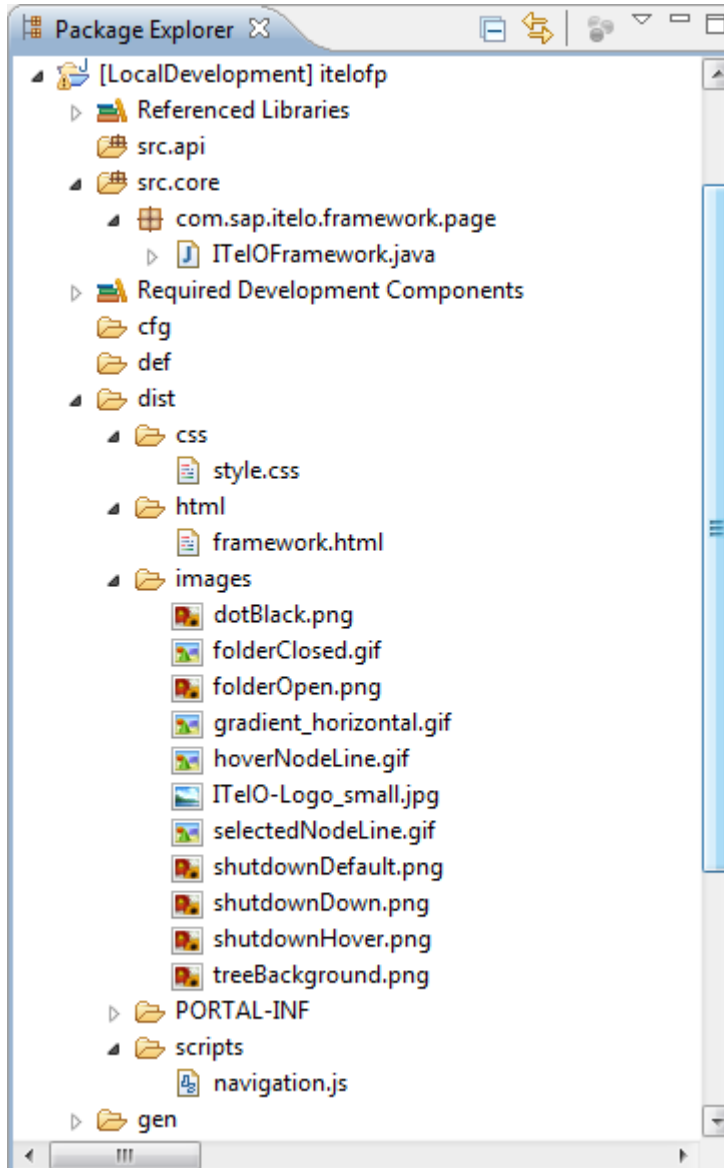 Package Explorer
[LocalDevelopment] itelofp
Referenced Libraries
src.api
src.core
com.sap.itelo.framework.page
ITelOFramework.java
Required Development Components
cfg
def
dist
css
style.css
html
framework.html
images
dotBlack.png
folderClosed.gif
folderOpen.png
gradient_horizontal.gif
hoverNodeLine.gif
ITelO-Logo_small.jpg
selectedNodeLine.gif
shutdownDefault.png
shutdownDown.png
shutdownHover.png
treeBackground.png
PORTAL-INF
scripts
navigation.js
gen